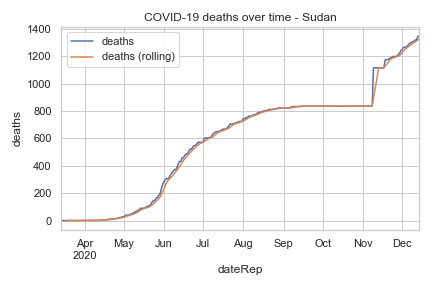 COVID-19 deaths over time - Sudan
deaths
deaths (rolling)
deaths
1400
1200
1000
800
600
400
200
0
Apr May Jun Jul Aug Sep Oct Nov Dec
2020
dateRep